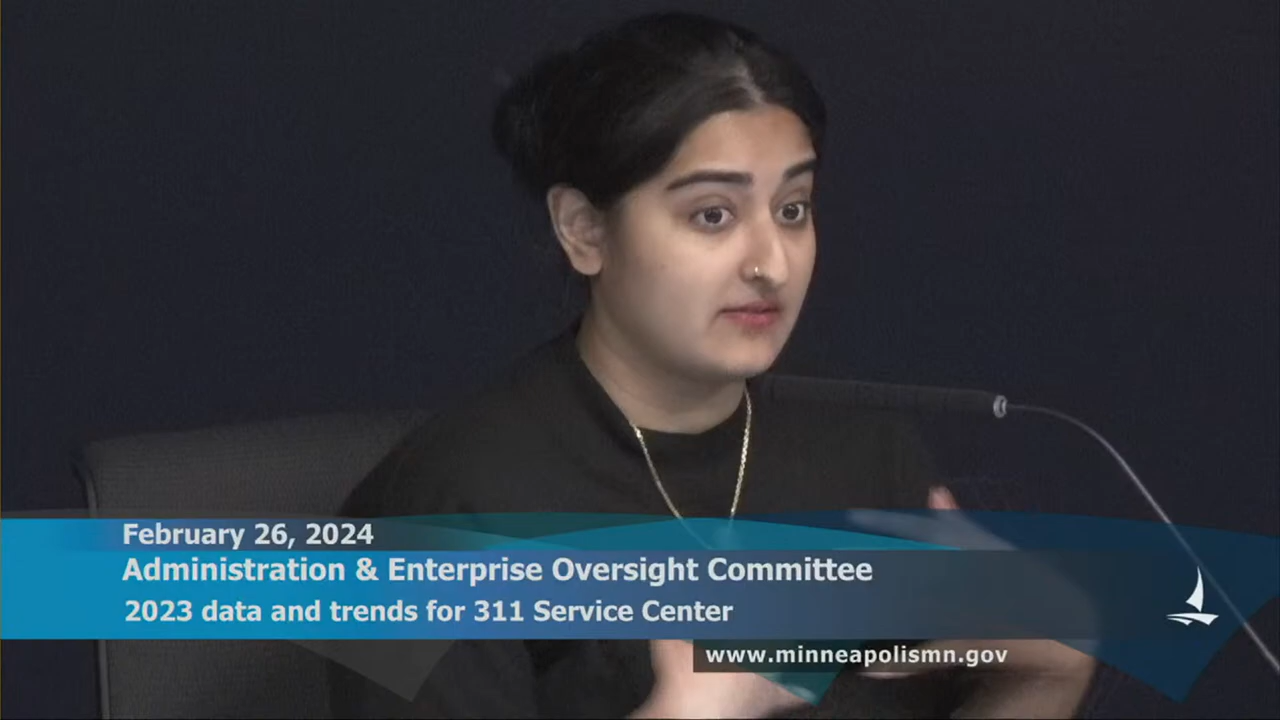 February 26, 2024
Administration & Enterprise Oversight Committee
2023 data and trends for 311 Service Center
www.minneapolismn.gov